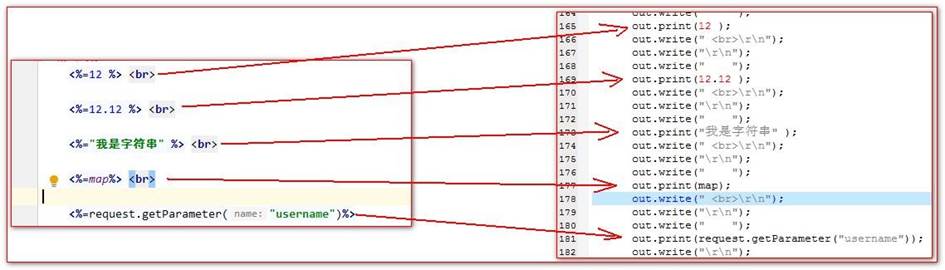 <%=12 %> <br>
<%=12.12 %> <br>
<%="我是字符串" %> <br>
<%=map%> <br>
<%=request.getParameter( name: "username")%>
164 out.write("    ");
165 out.print(12 );
166 out.write(" <br>\r\n");
167 out.write("\r\n");
168 out.write("    ");
169 out.print(12.12 );
170 out.write(" <br>\r\n");
171 out.write("\r\n");
172 out.write("    ");
173 out.print("我是字符串" );
174 out.write(" <br>\r\n");
175 out.write("\r\n");
176 out.write("    ");
177 out.print(map);
178 out.write(" <br>\r\n");
179 out.write("\r\n");
180 out.write("    ");
181 out.print(request.getParameter("username"));
182 out.write("\r\n");